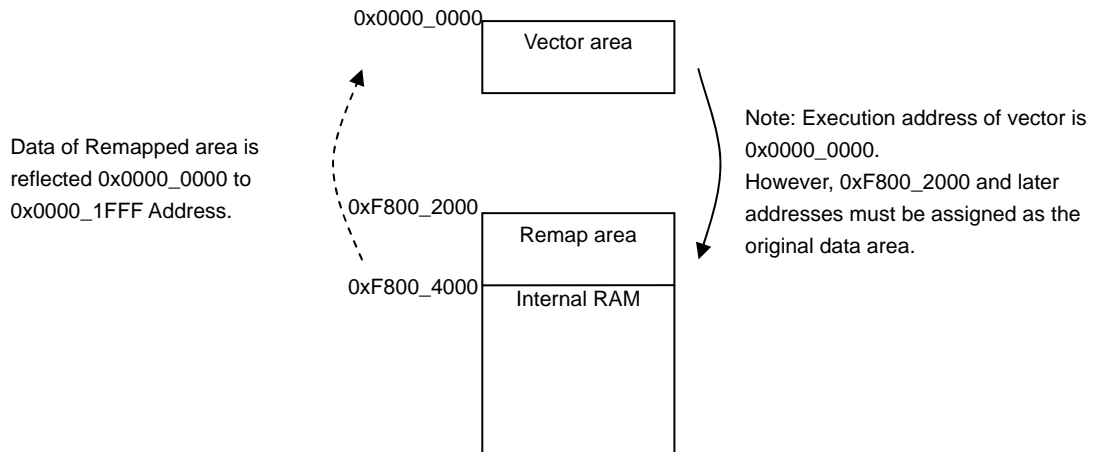 0x0000_0000
Vector area
Data of Remapped area is
reflected 0x0000_0000 to
0x0000_1FFF Address.
Note: Execution address of vector is
0x0000_0000.
However, 0xF800_2000 and later
addresses must be assigned as the
original data area.
0xF800_2000
Remap area
0xF800_4000
Internal RAM